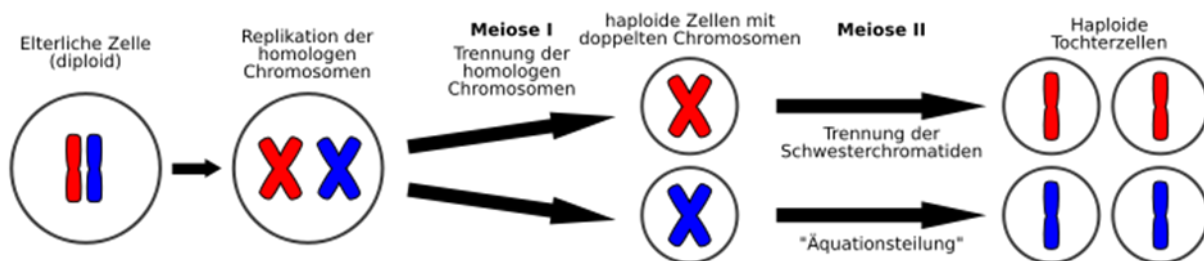 Elterliche Zelle
(diploid)
Replikation der
homologen
Chromosomen
Meiose I
Trennung der
homologen
Chromosomen
haploide Zellen mit
doppelten Chromosomen
Meiose II
Trennung der
Schwesterchromatiden
"Äquationsteilung"
Haploide
Tochterzellen